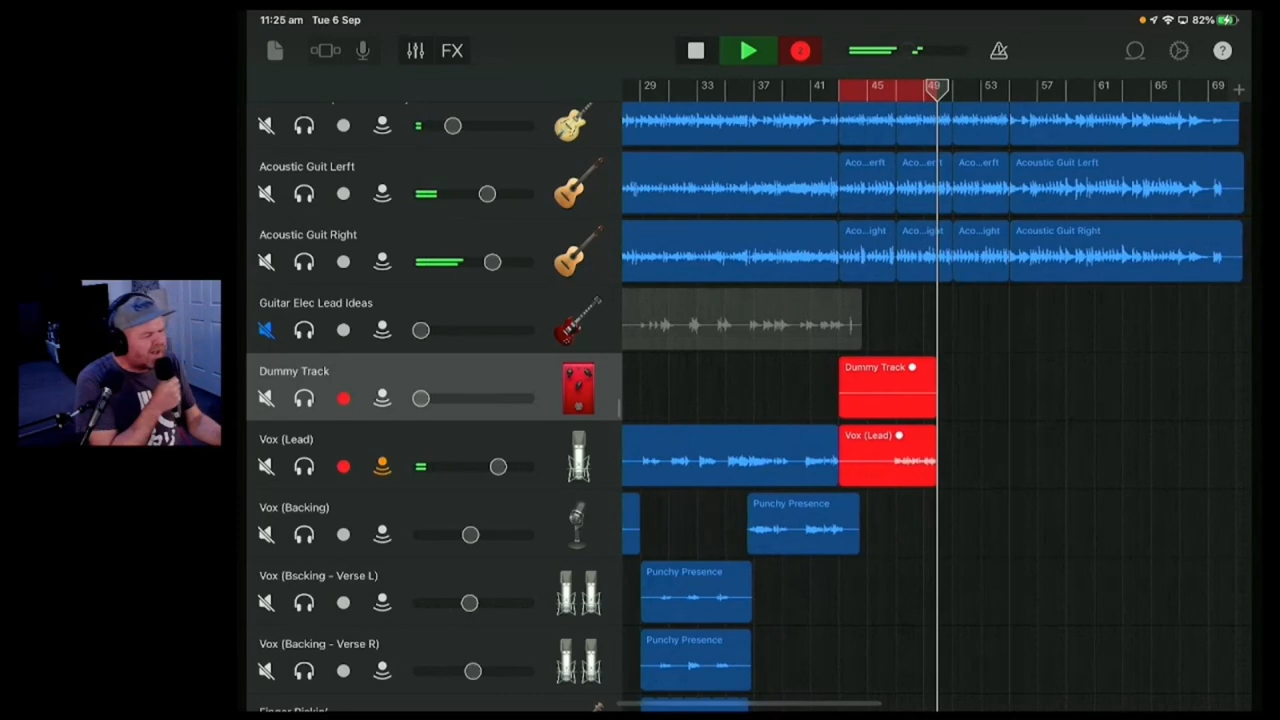 11:25 am Tue 6 Sep
82%
FX
2
?
29 33 37 41 45 49 53 57 61 65 69
Acoustic Guit Lerft
Aco...erft
Aco...erft
Aco...erft
Acoustic Guit Lerft
Acoustic Guit Right
Aco...ight
Aco...ight
Aco...ight
Acoustic Guit Right
Guitar Elec Lead Ideas
Dummy Track
Dummy Track
Vox (Lead)
Vox (Lead)
Vox (Backing)
Punchy Presence
Vox (Bscking - Verse L)
Punchy Presence
Vox (Backing - Verse R)
Punchy Presence
Finger Pickin'